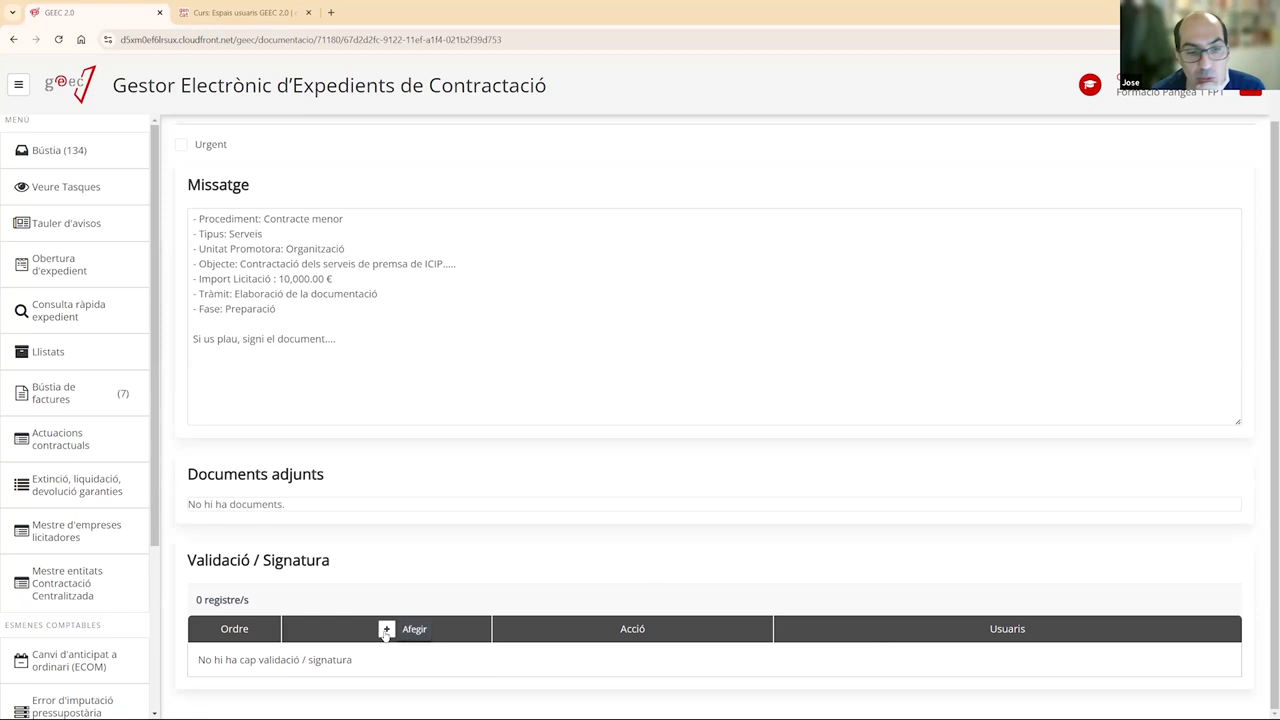 GEEC 2.0
Curs: Espais usuaris GEEC 2.0 | c
d5xm0ef6lrsux.cloudfront.net/geec/documentacio/71180/67d2d2fc-9122-11ef-a1f4-021b2f39d753
Jose
geec
Gestor Electrònic d'Expedients de Contractació
Formació Pangea 1 FP1
MENÚ
Bústia (134)
Veure Tasques
Tauler d'avisos
Obertura
d'expedient
Consulta ràpida
expedient
Llistats
Bústia de
factures
(7)
Actuacions
contractuals
Extinció, liquidació,
devolució garanties
Mestre d'empreses
licitadores
Mestre entitats
Contractació
Centralitzada
ESMENES COMPTABLES
Canvi d'anticipat a
ordinari (ECOM)
Error d'imputació
pressupostària
Urgent
Missatge
- Procediment: Contracte menor
- Tipus: Serveis
- Unitat Promotora: Organització
- Objecte: Contractació dels serveis de premsa de ICIP.....
- Import Licitació : 10,000.00 €
- Tràmit: Elaboració de la documentació
- Fase: Preparació
Si us plau, signi el document....
Documents adjunts
No hi ha documents.
Validació / Signatura
0 registre/s
Ordre
Afegir
Acció
Usuaris
No hi ha cap validació / signatura